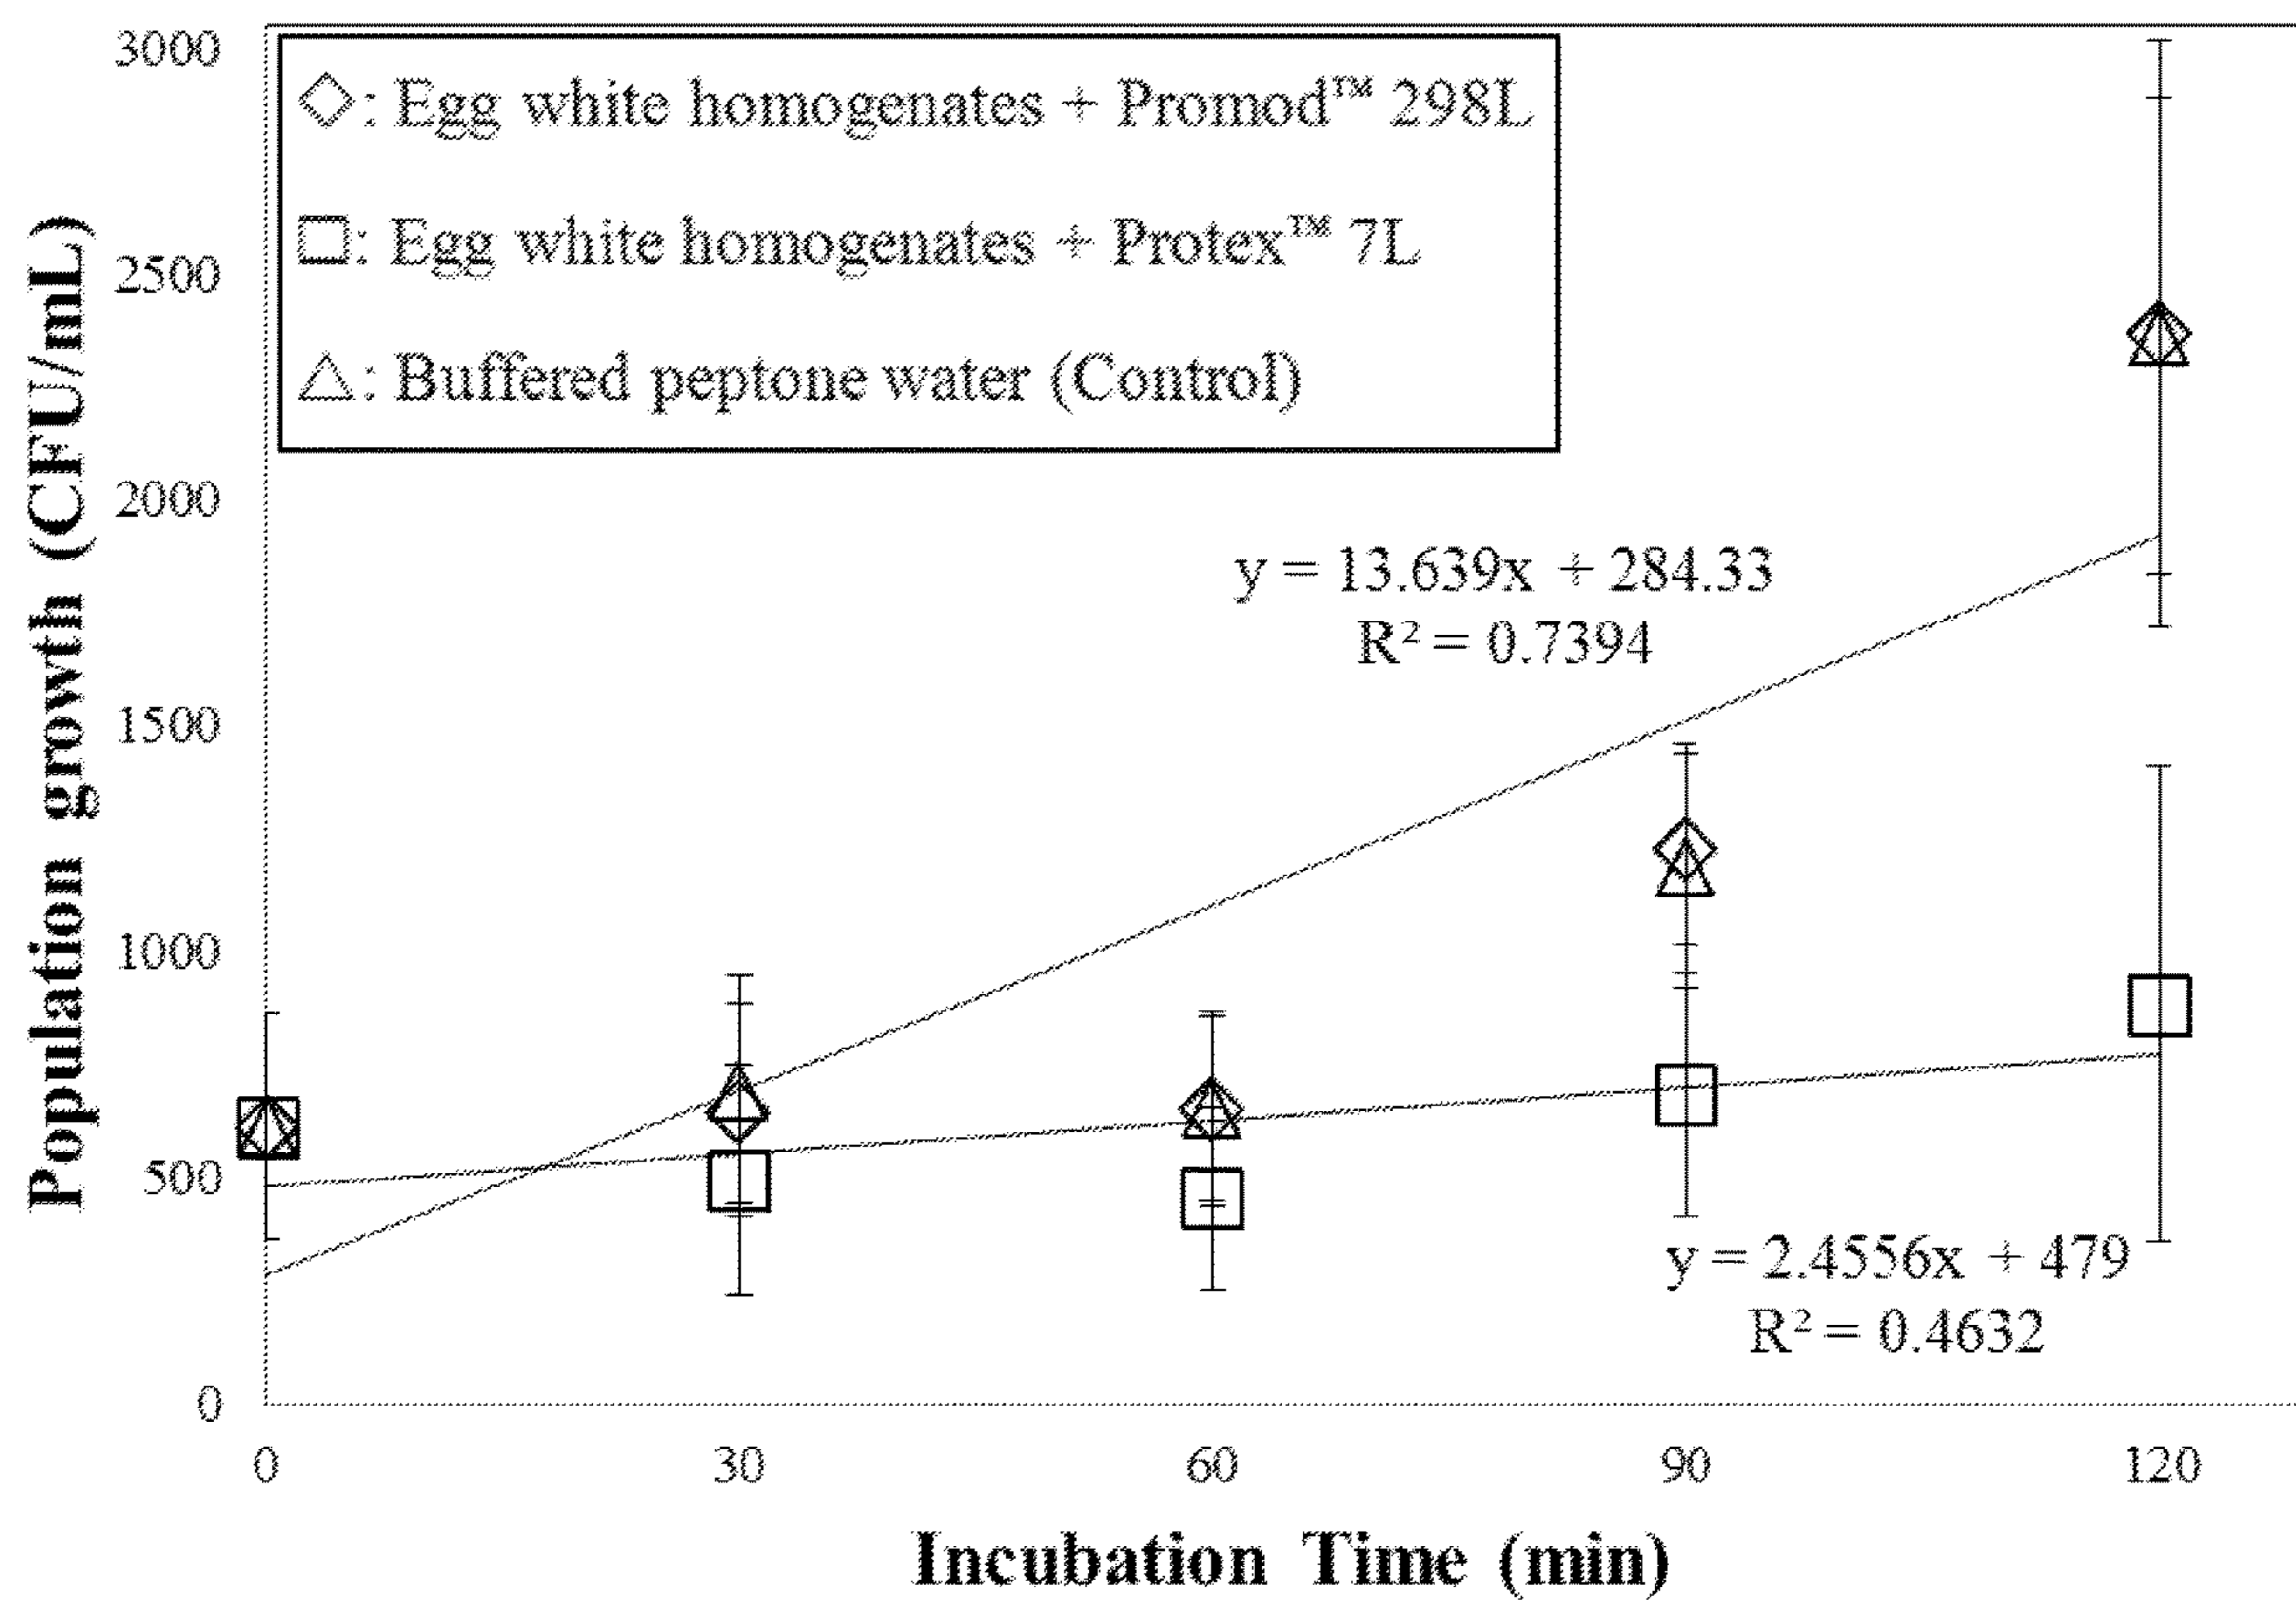 3000
2500
2000
1500
1000
500
0
Population growth (CFU/mL)
◇: Egg white homogenates + Promod™ 298L
□: Egg white homogenates + Protex™ 7L
△: Buffered peptone water (Control)
y = 13.639x + 284.33
R² = 0.7394
y = 2.4556x + 479
R² = 0.4632
0 30 60 90 120
Incubation Time (min)